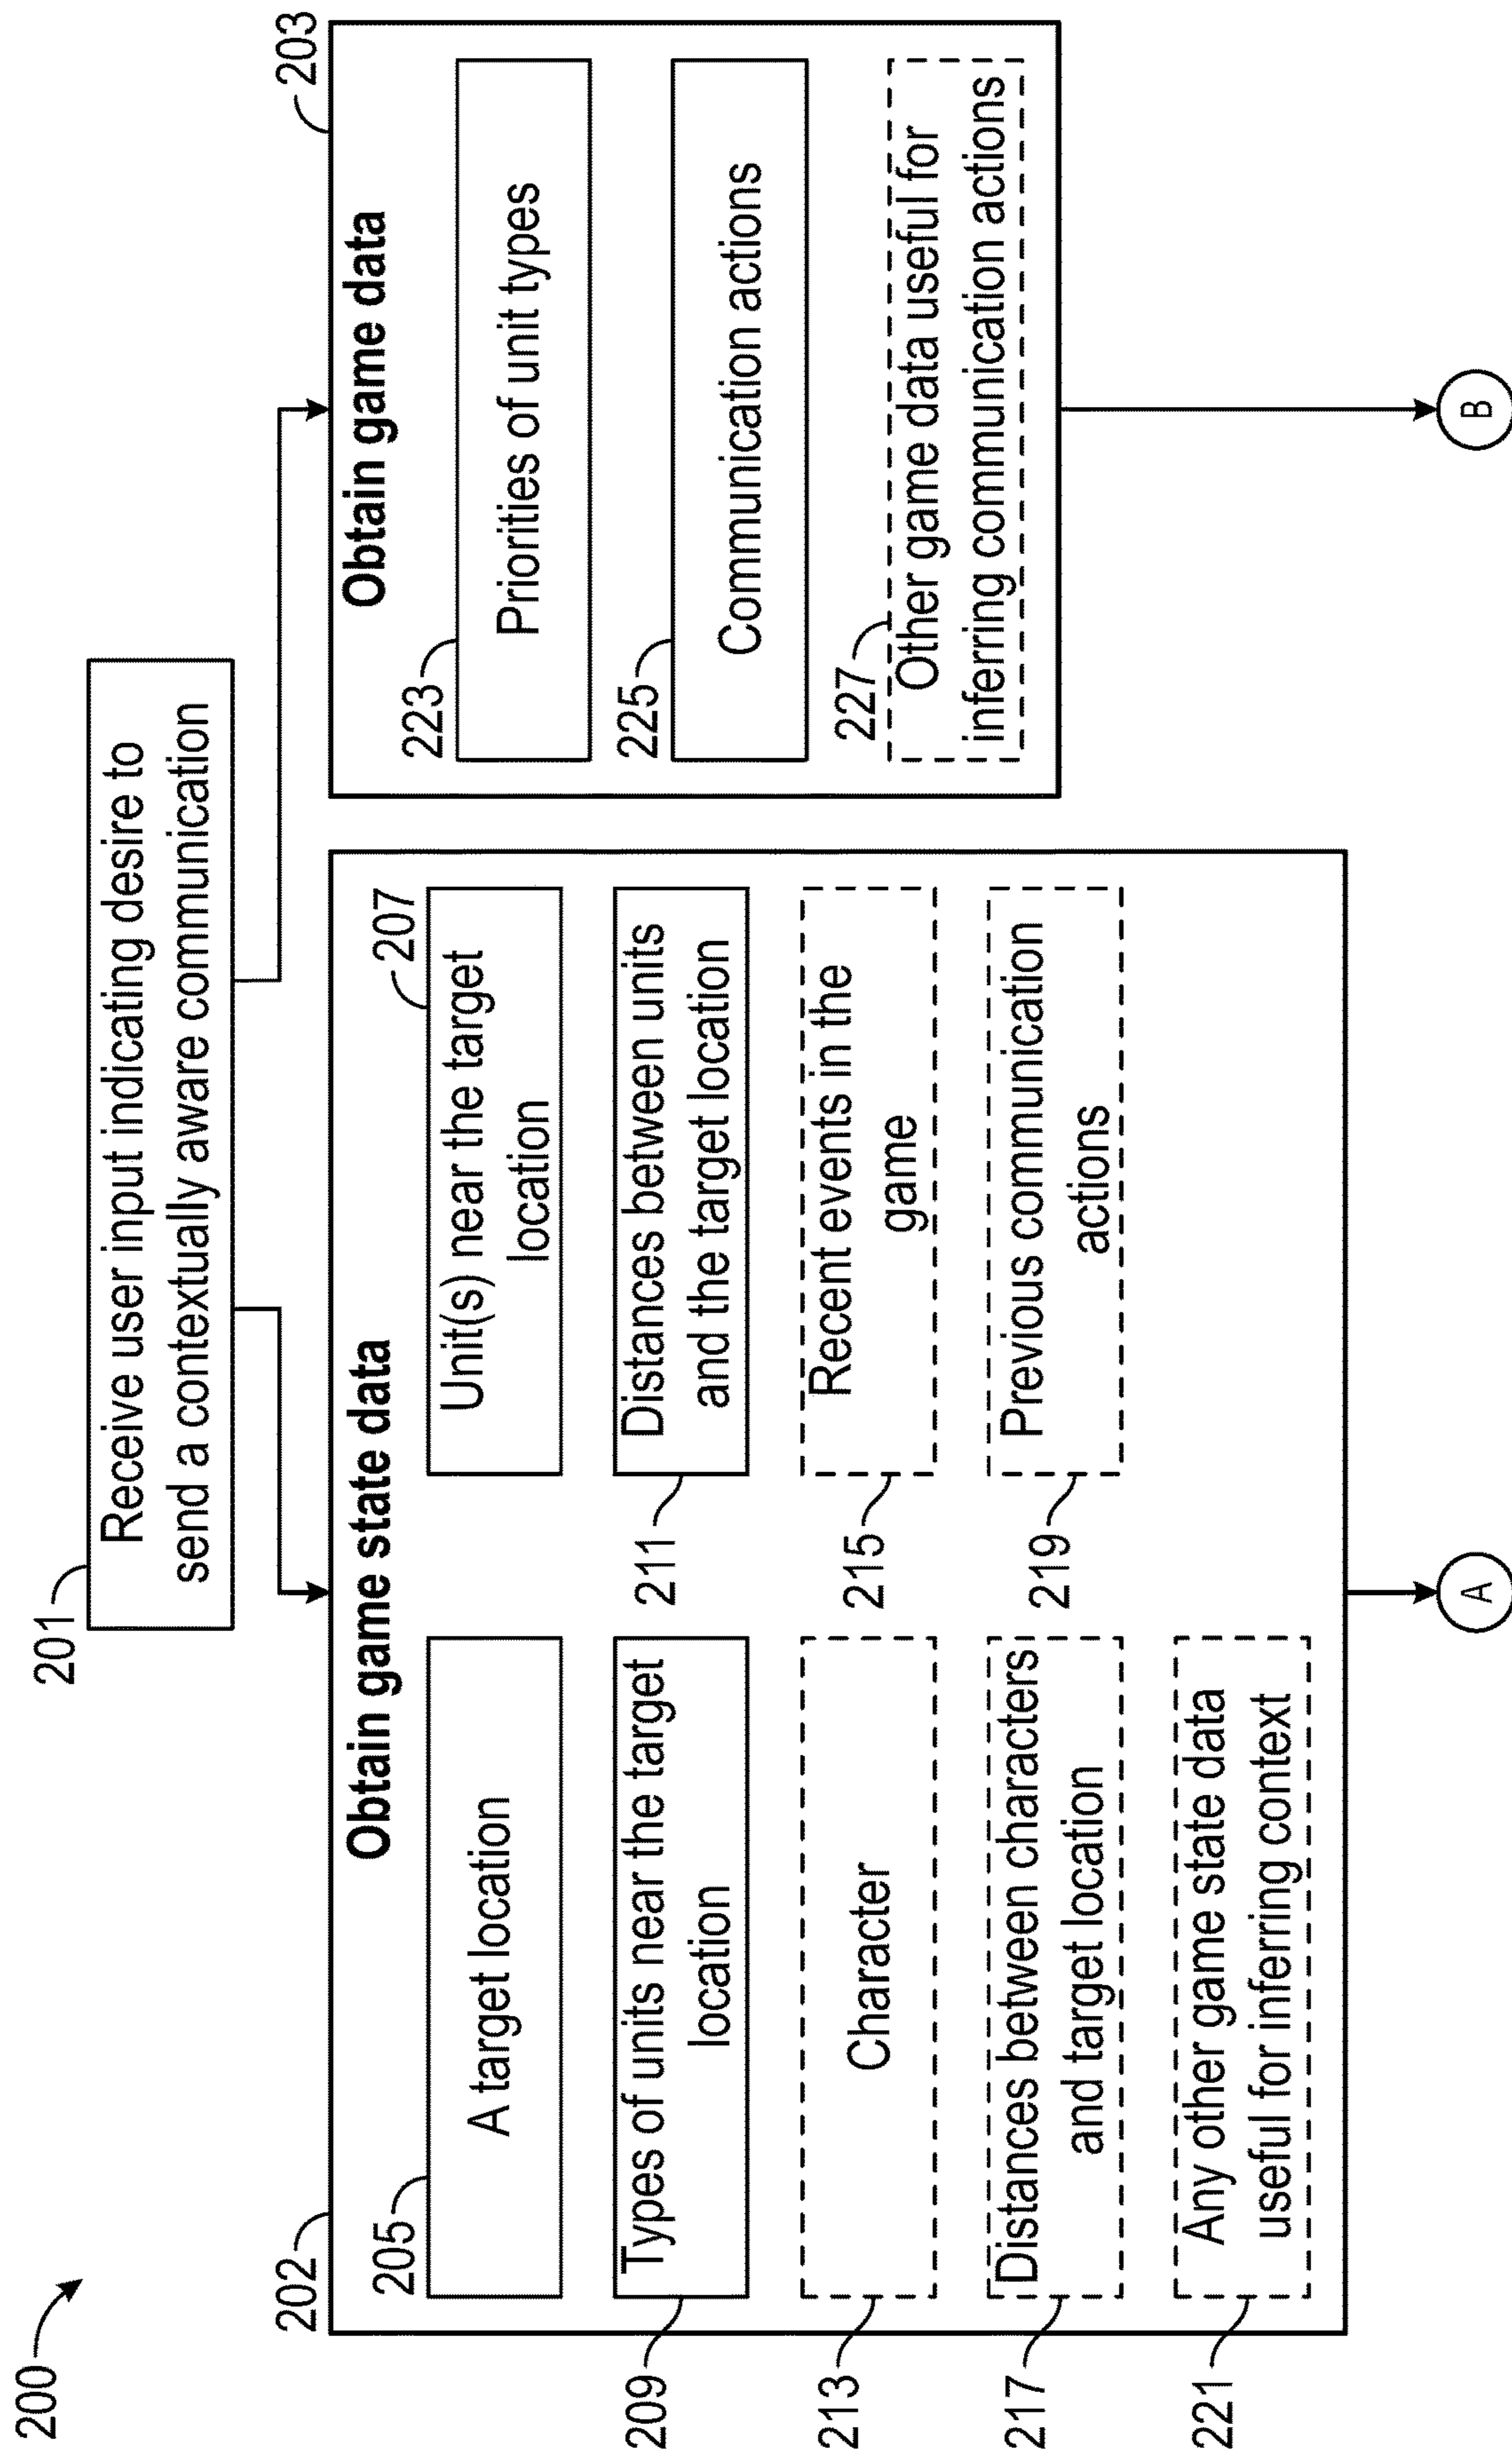 200
201
Receive user input indicating desire to
send a contextually aware communication
202
Obtain game state data
205
A target location
207
Unit(s) near the target
location
209
Types of units near the target
location
211
Distances between units
and the target location
213
Character
215
Recent events in the
game
217
Distances between characters
and target location
219
Previous communication
actions
221
Any other game state data
useful for inferring context
A
203
Obtain game data
223
Priorities of unit types
225
Communication actions
227
Other game data useful for
inferring communication actions
B